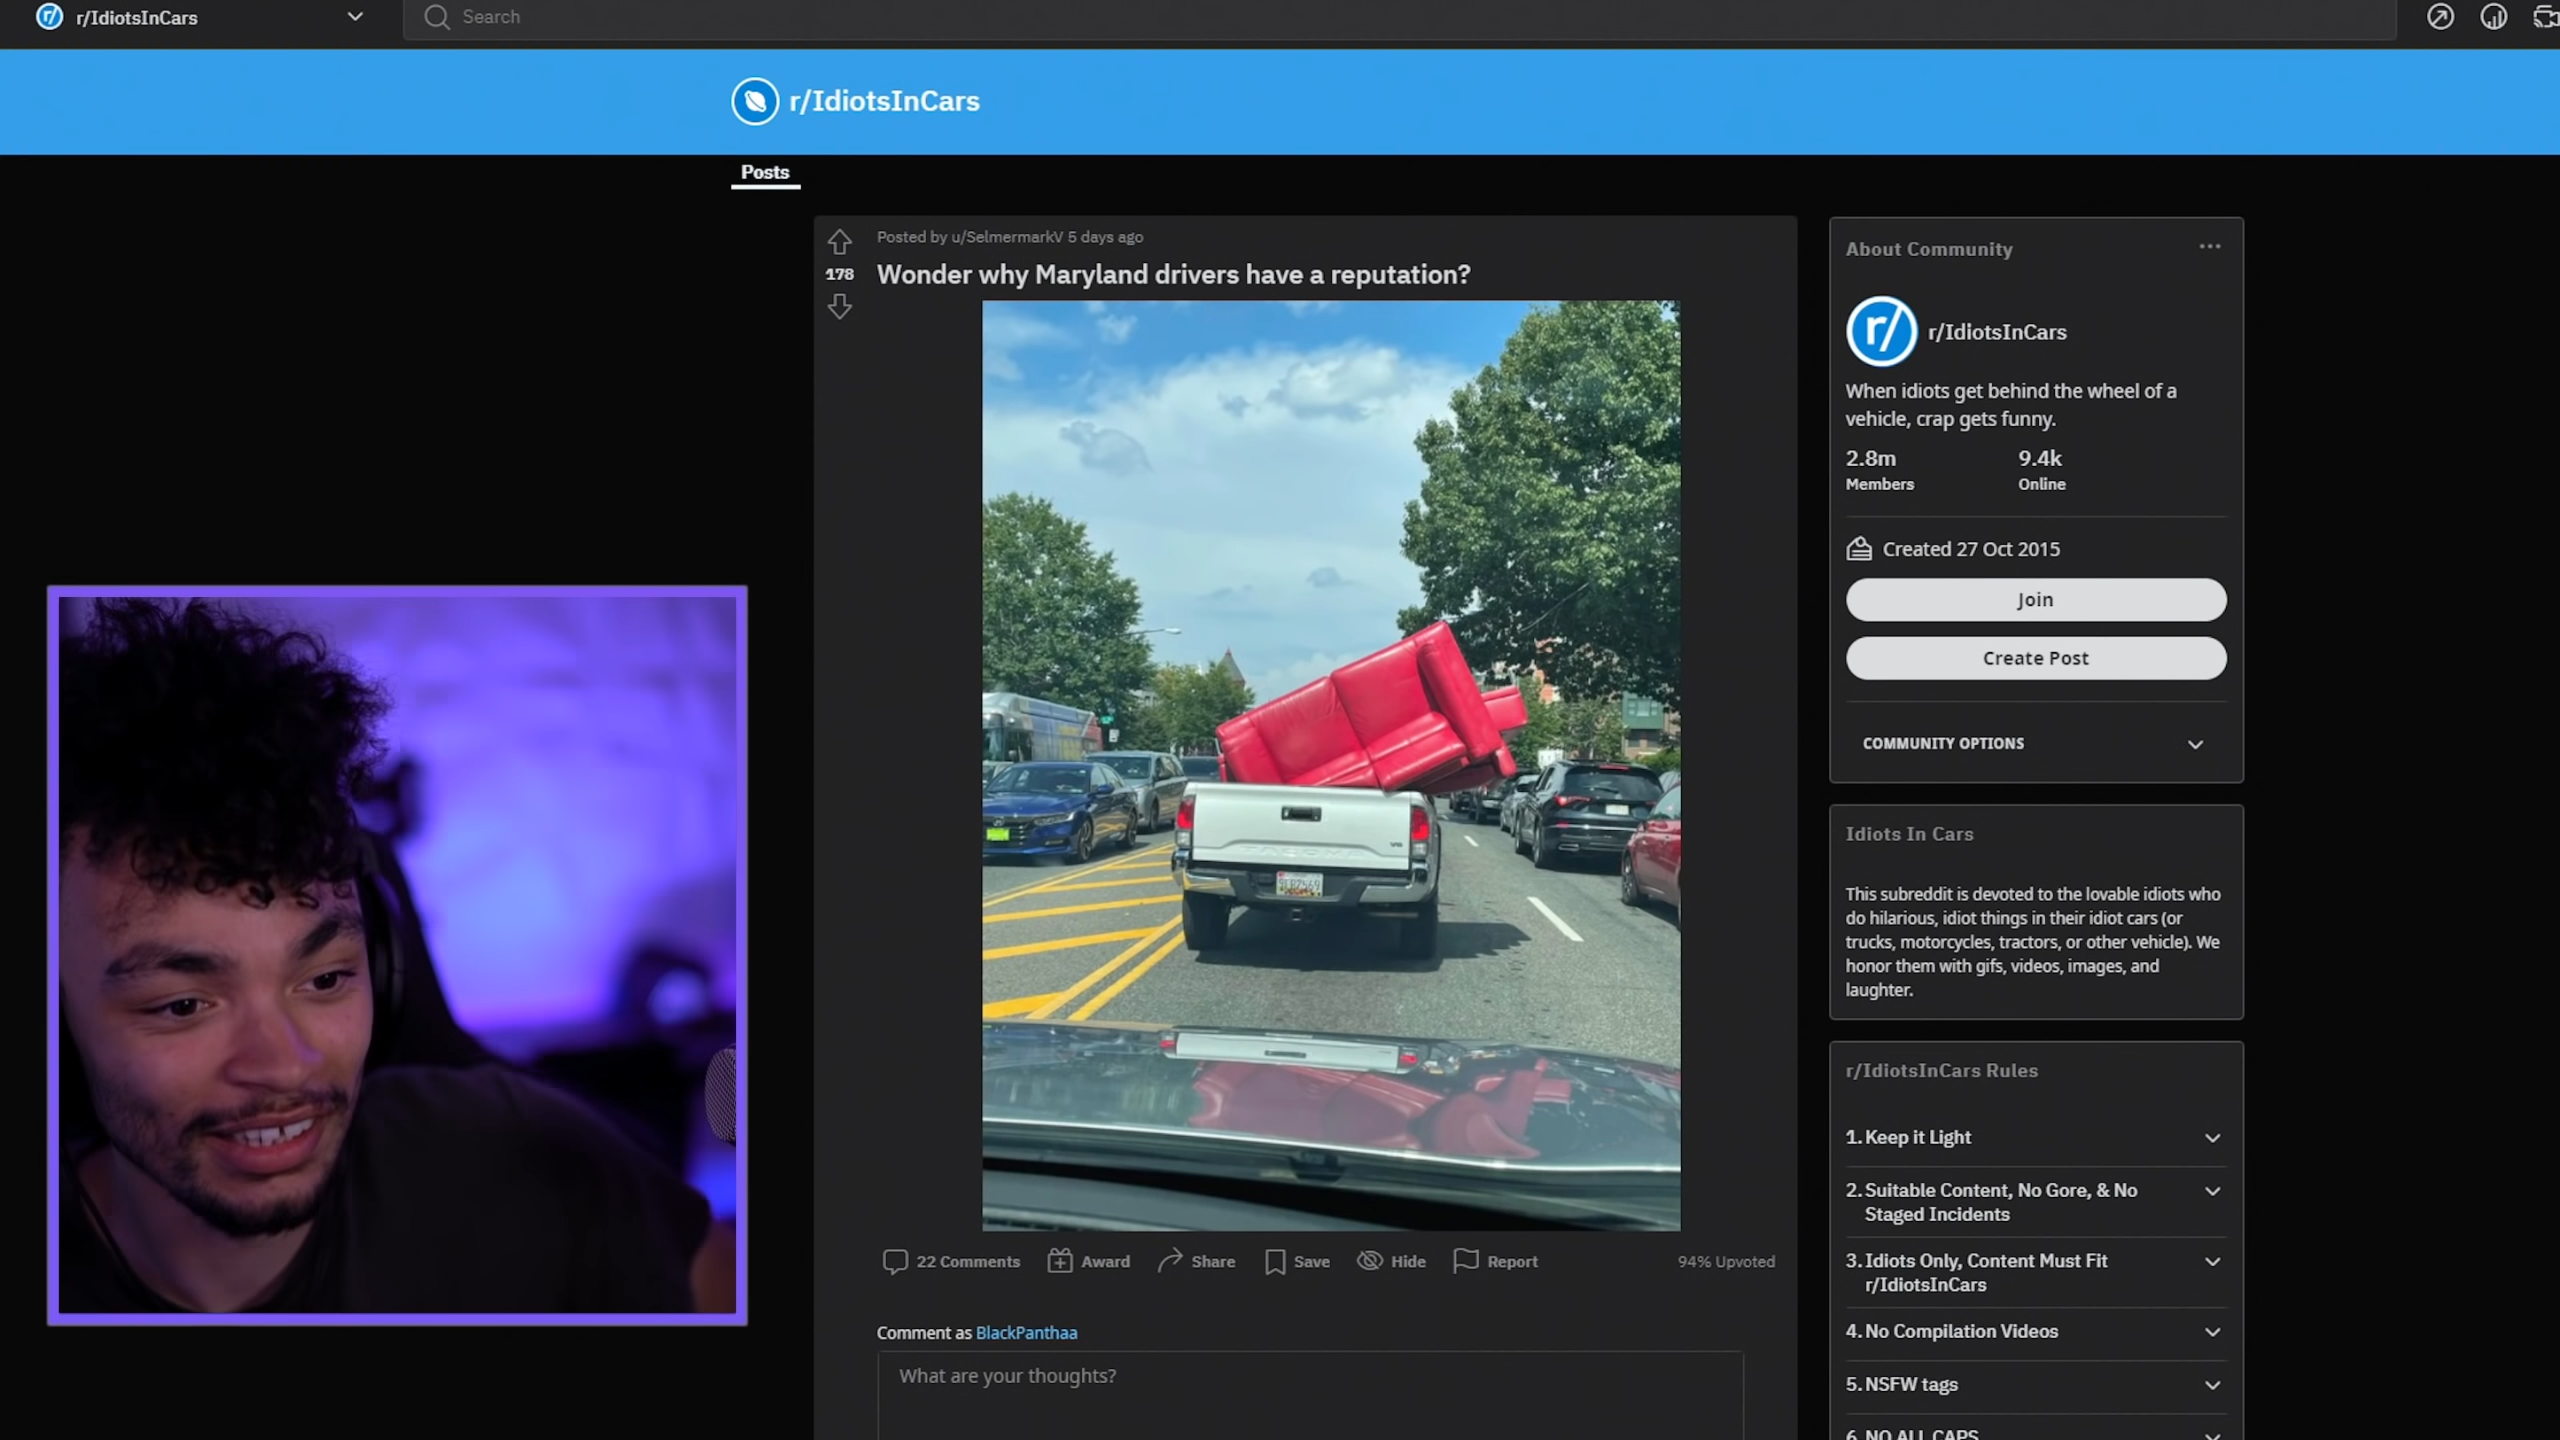 r/IdiotsInCars
Search
r/IdiotsInCars
Posts
Posted by u/SelmermarkV 5 days ago
178
Wonder why Maryland drivers have a reputation?
TACOMA
V6
22 Comments
Award
Share
Save
Hide
Report
94% Upvoted
Comment as BlackPanthaa
What are your thoughts?
About Community
r/
r/IdiotsInCars
When idiots get behind the wheel of a
vehicle, crap gets funny.
2.8m
9.4k
Members
Online
Created 27 Oct 2015
Join
Create Post
COMMUNITY OPTIONS
Idiots In Cars
This subreddit is devoted to the lovable idiots who
do hilarious, idiot things in their idiot cars (or
trucks, motorcycles, tractors, or other vehicle). We
honor them with gifs, videos, images, and
laughter.
r/IdiotsInCars Rules
1. Keep it Light
2. Suitable Content, No Gore, & No
Staged Incidents
3. Idiots Only, Content Must Fit
r/IdiotsInCars
4. No Compilation Videos
5. NSFW tags
6. NO ALL CAPS